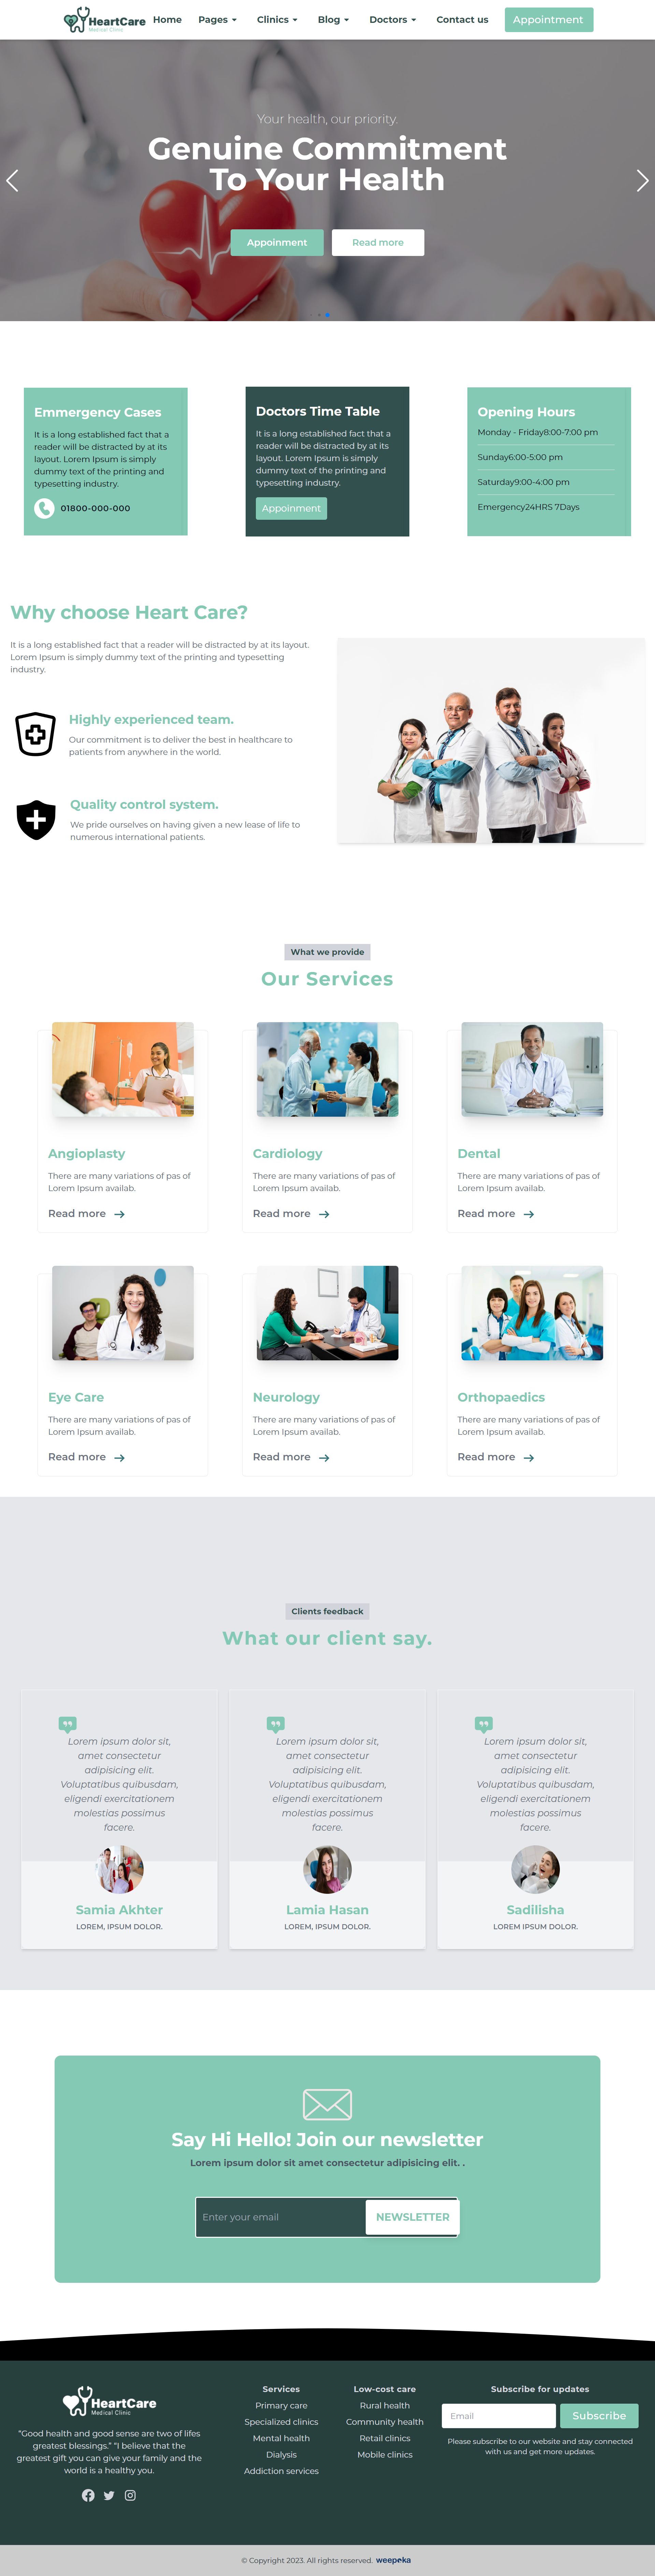 HeartCare
Medical Clinic
Home Pages Clinics Blog Doctors Contact us Appointment
Your health, our priority.
Genuine Commitment
To Your Health
Appoinment Read more
Emmergency Cases
It is a long established fact that a
reader will be distracted by at its
layout. Lorem Ipsum is simply
dummy text of the printing and
typesetting industry.
01800-000-000
Doctors Time Table
It is a long established fact that a
reader will be distracted by at its
layout. Lorem Ipsum is simply
dummy text of the printing and
typesetting industry.
Appoinment
Opening Hours
Monday - Friday8:00-7:00 pm
Sunday6:00-5:00 pm
Saturday9:00-4:00 pm
Emergency24HRS 7Days
Why choose Heart Care?
It is a long established fact that a reader will be distracted by at its layout.
Lorem Ipsum is simply dummy text of the printing and typesetting
industry.
Highly experienced team.
Our commitment is to deliver the best in healthcare to
patients from anywhere in the world.
Quality control system.
We pride ourselves on having given a new lease of life to
numerous international patients.
What we provide
Our Services
Angioplasty
There are many variations of pas of
Lorem Ipsum availab.
Read more
Cardiology
There are many variations of pas of
Lorem Ipsum availab.
Read more
Dental
There are many variations of pas of
Lorem Ipsum availab.
Read more
Eye Care
There are many variations of pas of
Lorem Ipsum availab.
Read more
Neurology
There are many variations of pas of
Lorem Ipsum availab.
Read more
Orthopaedics
There are many variations of pas of
Lorem Ipsum availab.
Read more
Clients feedback
What our client say.
Lorem ipsum dolor sit,
amet consectetur
adipisicing elit.
Voluptatibus quibusdam,
eligendi exercitationem
molestias possimus
facere.
Samia Akhter
LOREM, IPSUM DOLOR.
Lorem ipsum dolor sit,
amet consectetur
adipisicing elit.
Voluptatibus quibusdam,
eligendi exercitationem
molestias possimus
facere.
Lamia Hasan
LOREM, IPSUM DOLOR.
Lorem ipsum dolor sit,
amet consectetur
adipisicing elit.
Voluptatibus quibusdam,
eligendi exercitationem
molestias possimus
facere.
Sadilisha
LOREM IPSUM DOLOR.
Say Hi Hello! Join our newsletter
Lorem ipsum dolor sit amet consectetur adipisicing elit. .
Enter your email NEWSLETTER
HeartCare
Medical Clinic
“Good health and good sense are two of lifes
greatest blessings.” “I believe that the
greatest gift you can give your family and the
world is a healthy you.
Services
Primary care
Specialized clinics
Mental health
Dialysis
Addiction services
Low-cost care
Rural health
Community health
Retail clinics
Mobile clinics
Subscribe for updates
Email Subscribe
Please subscribe to our website and stay connected
with us and get more updates.
© Copyright 2023. All rights reserved. weepeka